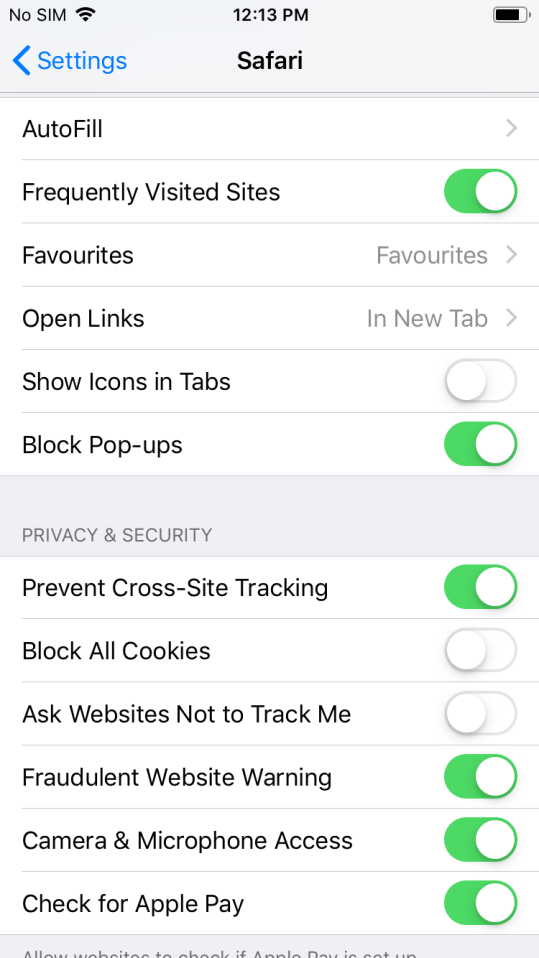 No SIM 12:13 PM
Settings Safari
AutoFill
Frequently Visited Sites
Favourites Favourites
Open Links In New Tab
Show Icons in Tabs
Block Pop-ups
PRIVACY & SECURITY
Prevent Cross-Site Tracking
Block All Cookies
Ask Websites Not to Track Me
Fraudulent Website Warning
Camera & Microphone Access
Check for Apple Pay
Allow websites to check if Apple Pay is set up